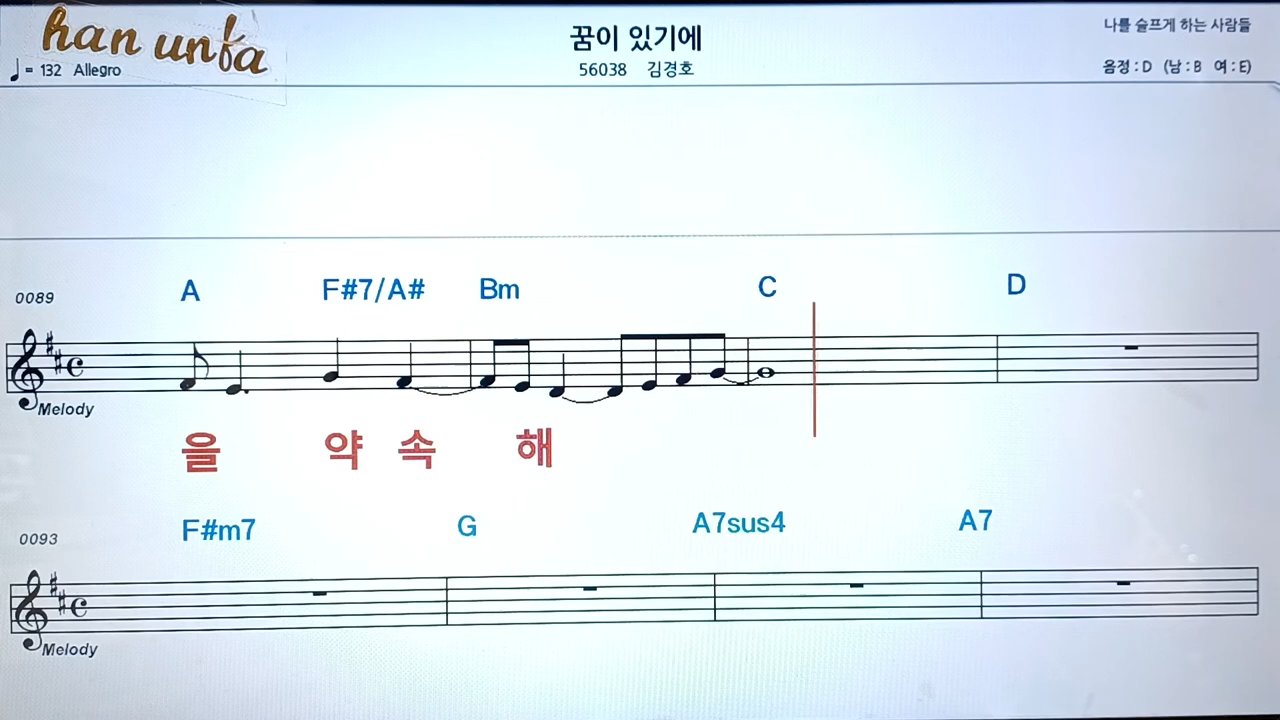 han unfa
♩= 132 Allegro
꿈이 있기에
56038 김경호
나를 슬프게 하는 사람들
음정 : D (남 : B 여 : E)
0089
A F#7/A# Bm C D
Melody
을 약 속 해
0093
F#m7 G A7sus4 A7
Melody